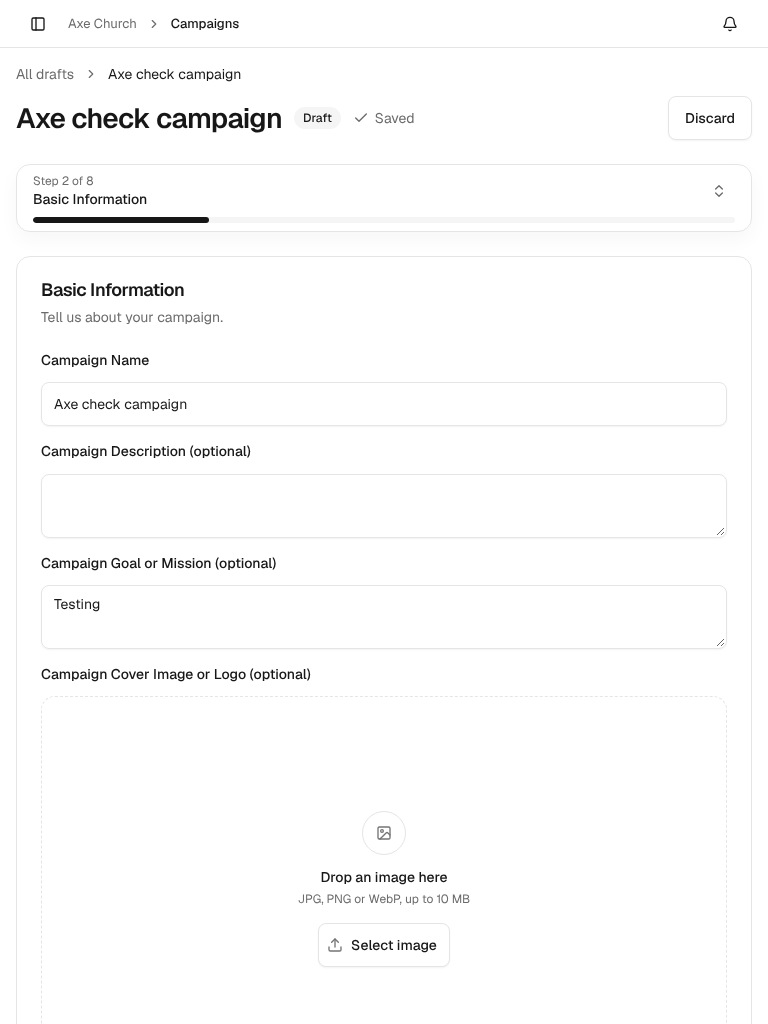 Axe Church > Campaigns
All drafts > Axe check campaign
Axe check campaign Draft Saved Discard
Step 2 of 8
Basic Information
Basic Information
Tell us about your campaign.
Campaign Name
Axe check campaign
Campaign Description (optional)
Campaign Goal or Mission (optional)
Testing
Campaign Cover Image or Logo (optional)
Drop an image here
JPG, PNG or WebP, up to 10 MB
Select image